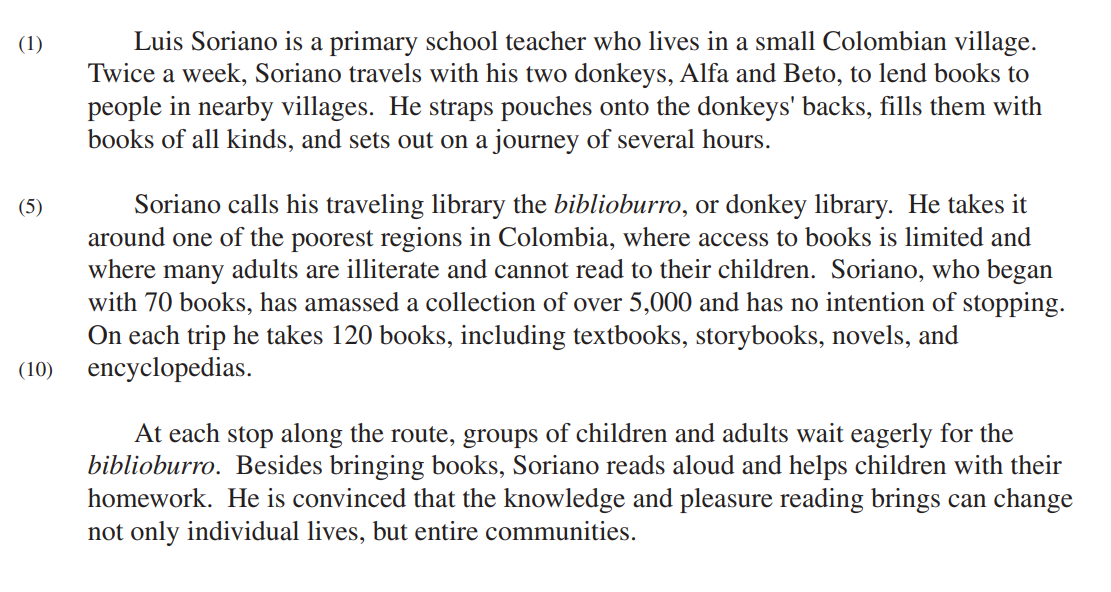 (1) Luis Soriano is a primary school teacher who lives in a small Colombian village.
Twice a week, Soriano travels with his two donkeys, Alfa and Beto, to lend books to
people in nearby villages.  He straps pouches onto the donkeys' backs, fills them with
books of all kinds, and sets out on a journey of several hours.
(5) Soriano calls his traveling library the biblioburro, or donkey library.  He takes it
around one of the poorest regions in Colombia, where access to books is limited and
where many adults are illiterate and cannot read to their children.  Soriano, who began
with 70 books, has amassed a collection of over 5,000 and has no intention of stopping.
On each trip he takes 120 books, including textbooks, storybooks, novels, and
(10) encyclopedias.
At each stop along the route, groups of children and adults wait eagerly for the
biblioburro.  Besides bringing books, Soriano reads aloud and helps children with their
homework.  He is convinced that the knowledge and pleasure reading brings can change
not only individual lives, but entire communities.